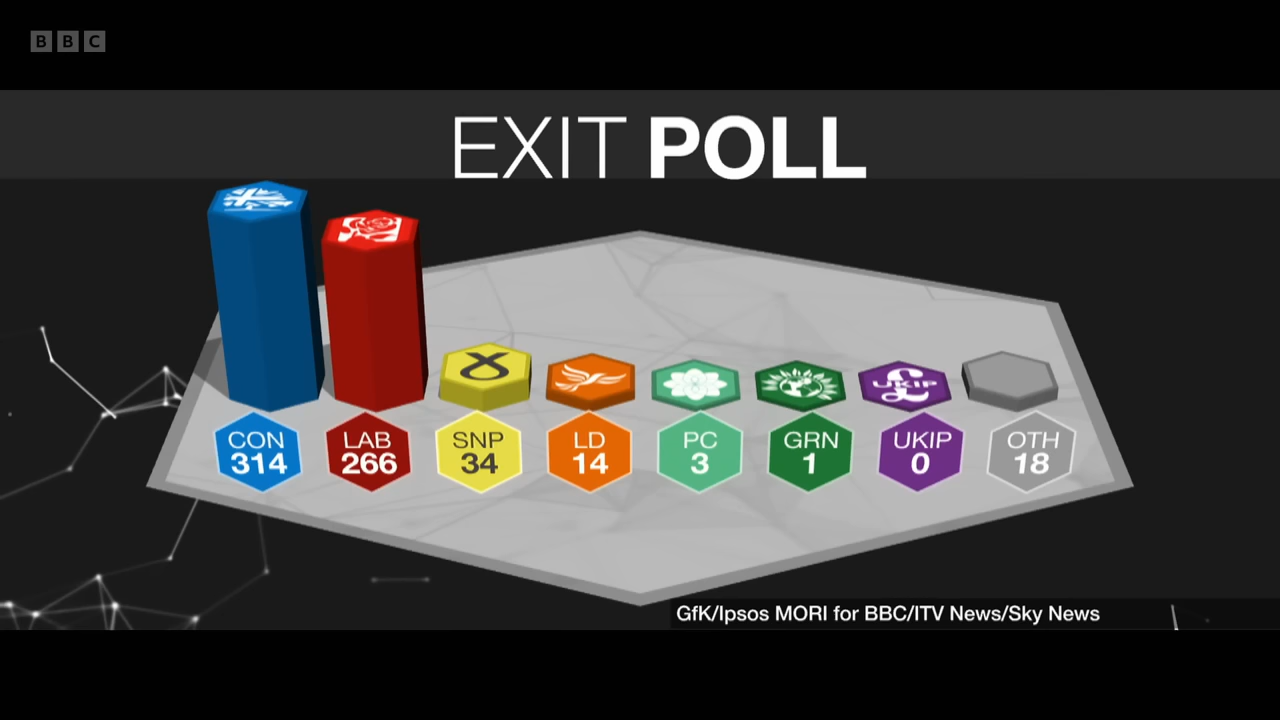 BBC
EXIT POLL
UKIP
CON
314
LAB
266
SNP
34
LD
14
PC
3
GRN
1
UKIP
0
OTH
18
GfK/Ipsos MORI for BBC/ITV News/Sky News